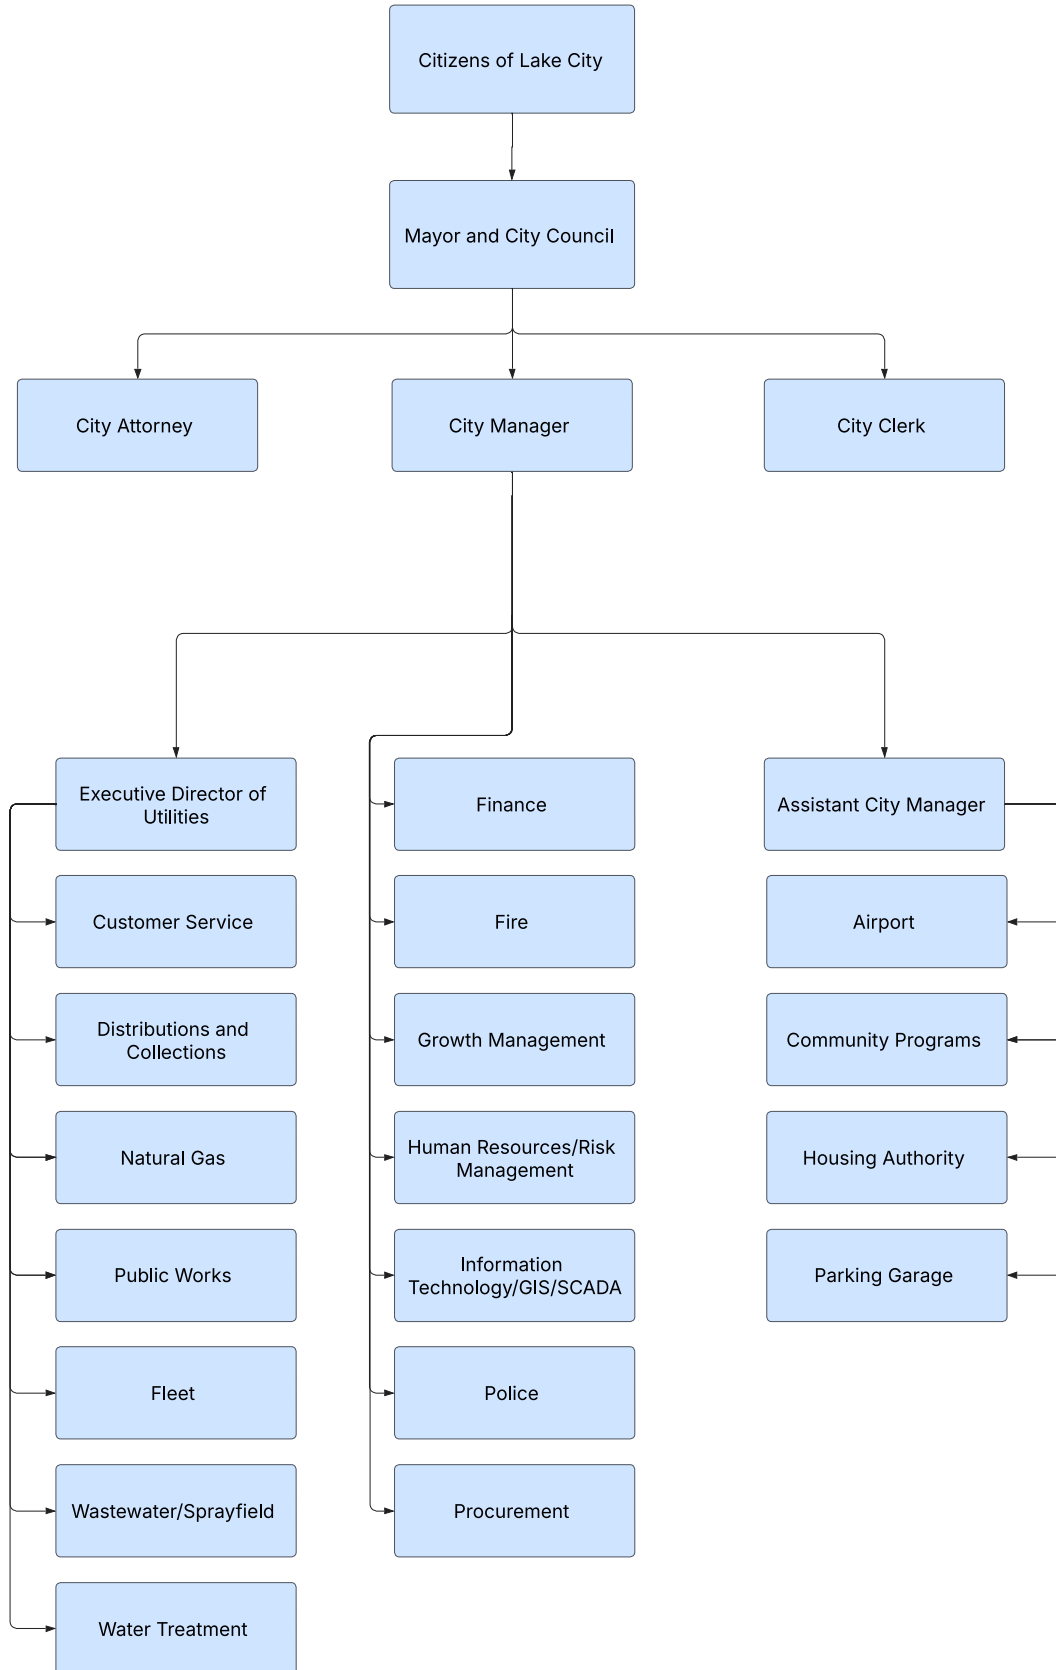 Citizens of Lake City
Mayor and City Council
City Attorney
City Manager
City Clerk
Executive Director of
Utilities
Finance
Assistant City Manager
Customer Service
Fire
Airport
Distributions and
Collections
Growth Management
Community Programs
Natural Gas
Human Resources/Risk
Management
Housing Authority
Public Works
Information
Technology/GIS/SCADA
Parking Garage
Fleet
Police
Wastewater/Sprayfield
Procurement
Water Treatment